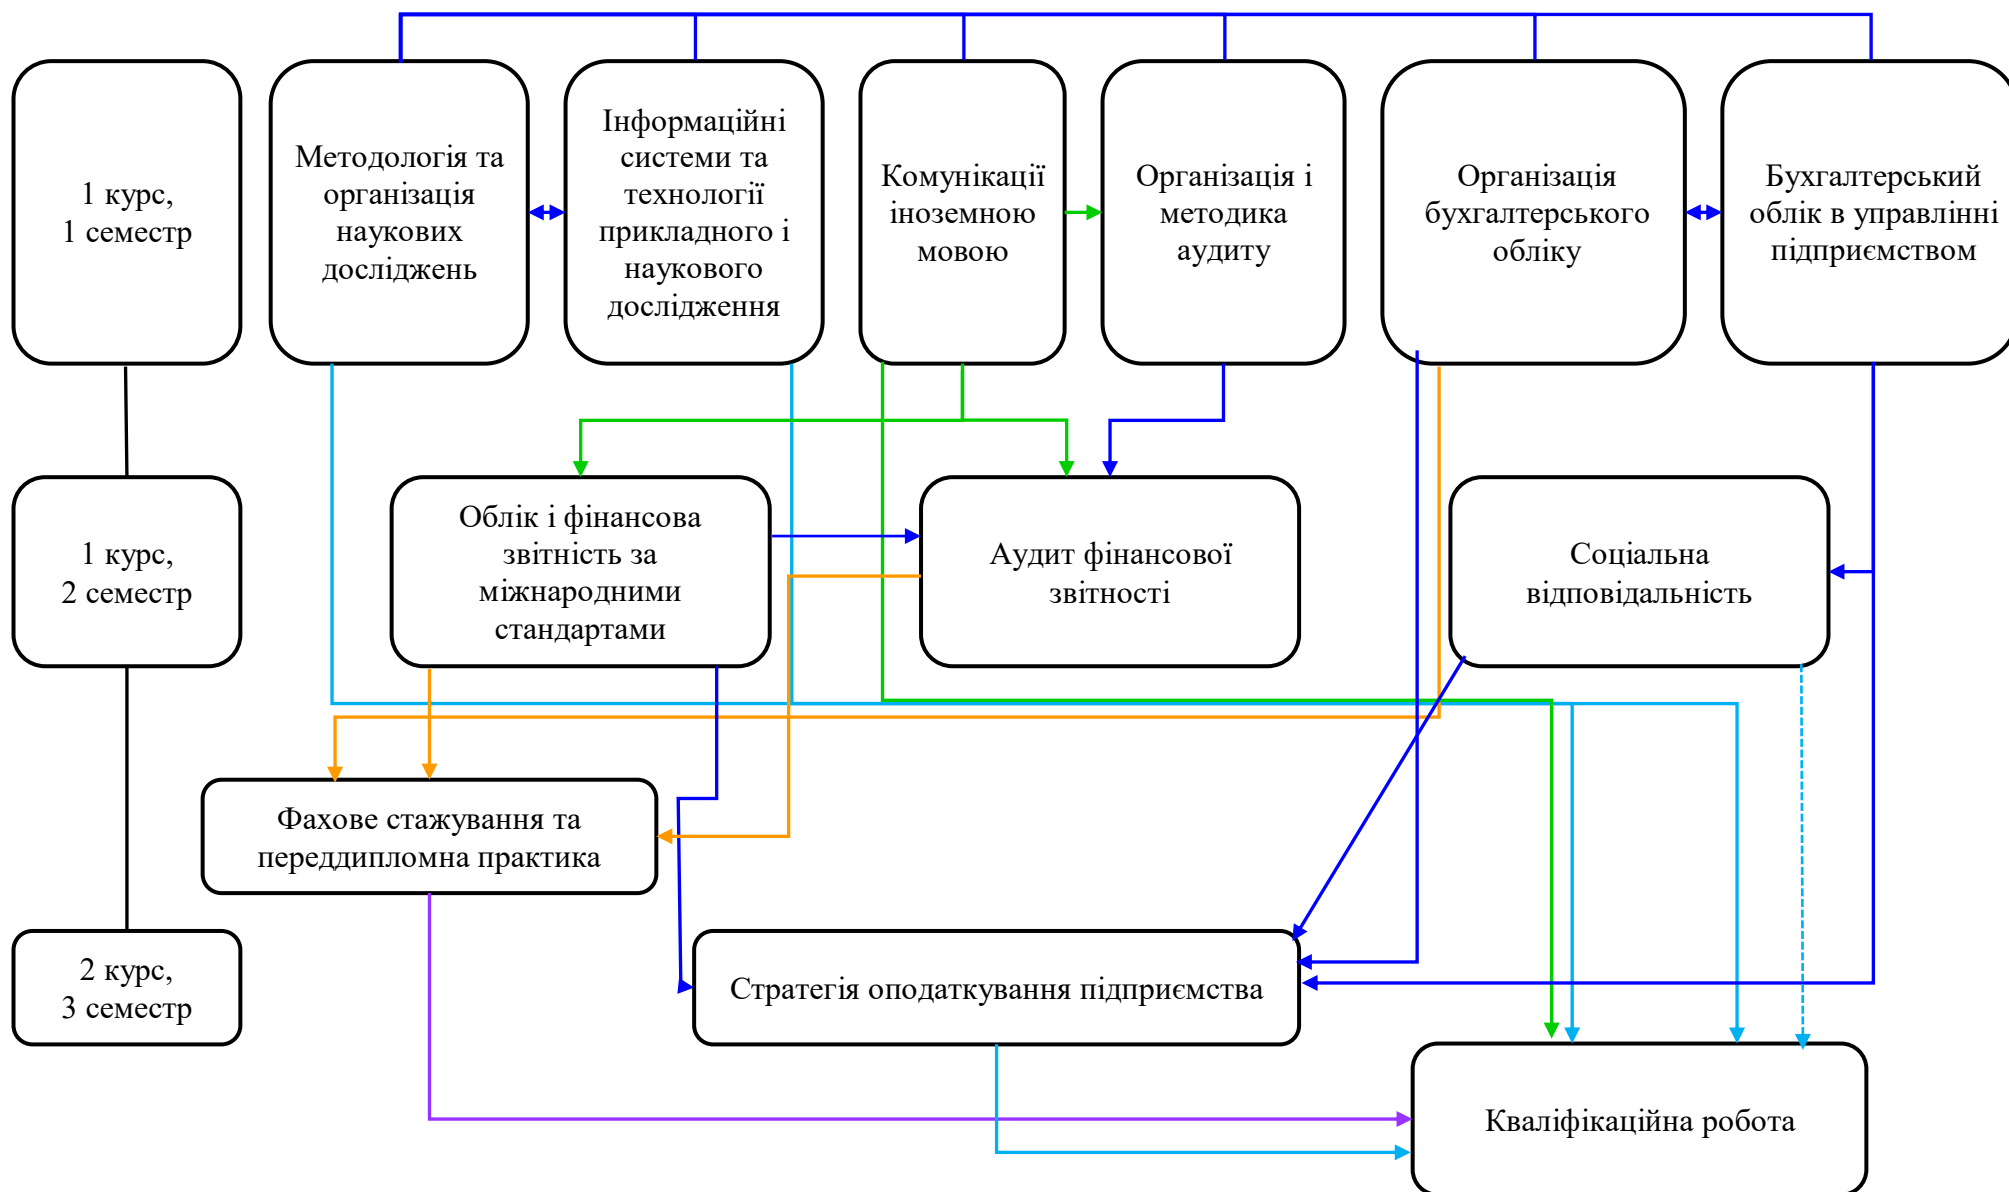 1 курс,
1 семестр
Методологія та
організація
наукових
досліджень
Інформаційні
системи та
технології
прикладного і
наукового
дослідження
Комунікації
іноземною
мовою
Організація і
методика
аудиту
Організація
бухгалтерського
обліку
Бухгалтерський
облік в управлінні
підприємством
1 курс,
2 семестр
Облік і фінансова
звітність за
міжнародними
стандартами
Аудит фінансової
звітності
Соціальна
відповідальність
Фахове стажування та
переддипломна практика
2 курс,
3 семестр
Стратегія оподаткування підприємства
Кваліфікаційна робота